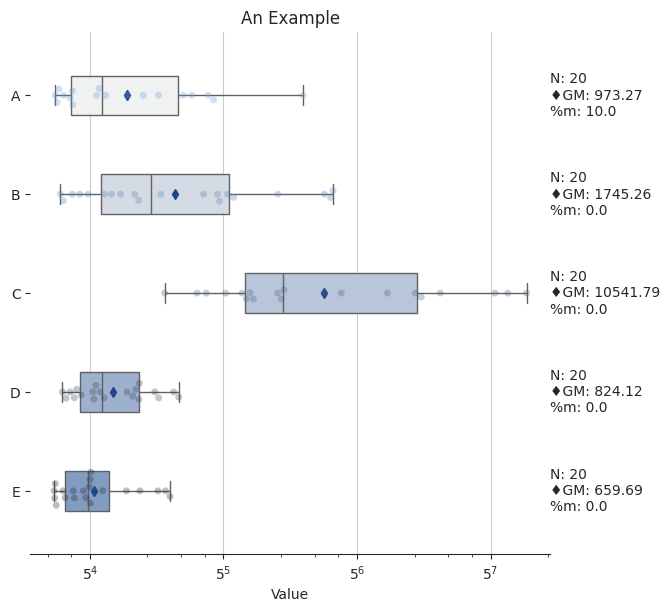 An Example
A
N: 20
♦GM: 973.27
%m: 10.0
B
N: 20
♦GM: 1745.26
%m: 0.0
C
N: 20
♦GM: 10541.79
%m: 0.0
D
N: 20
♦GM: 824.12
%m: 0.0
E
N: 20
♦GM: 659.69
%m: 0.0
5⁴ 5⁵ 5⁶ 5⁷
Value